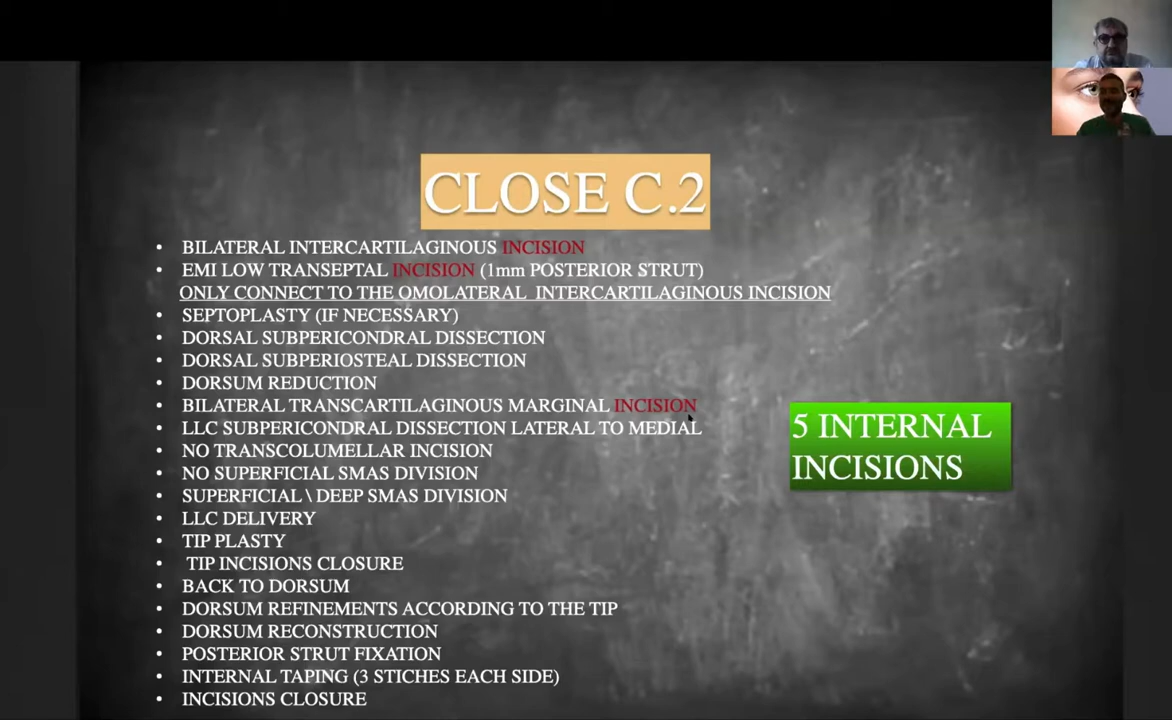 CLOSE C.2
• BILATERAL INTERCARTILAGINOUS INCISION
• EMI LOW TRANSEPTAL INCISION (1mm POSTERIOR STRUT)
ONLY CONNECT TO THE OMOLATERAL INTERCARTILAGINOUS INCISION
• SEPTOPLASTY (IF NECESSARY)
• DORSAL SUBPERICONDRAL DISSECTION
• DORSAL SUBPERIOSTEAL DISSECTION
• DORSUM REDUCTION
• BILATERAL TRANSCARTILAGINOUS MARGINAL INCISION
• LLC SUBPERICONDRAL DISSECTION LATERAL TO MEDIAL
• NO TRANSCOLUMELLAR INCISION
• NO SUPERFICIAL SMAS DIVISION
• SUPERFICIAL \ DEEP SMAS DIVISION
• LLC DELIVERY
• TIP PLASTY
• TIP INCISIONS CLOSURE
• BACK TO DORSUM
• DORSUM REFINEMENTS ACCORDING TO THE TIP
• DORSUM RECONSTRUCTION
• POSTERIOR STRUT FIXATION
• INTERNAL TAPING (3 STICHES EACH SIDE)
• INCISIONS CLOSURE
5 INTERNAL
INCISIONS